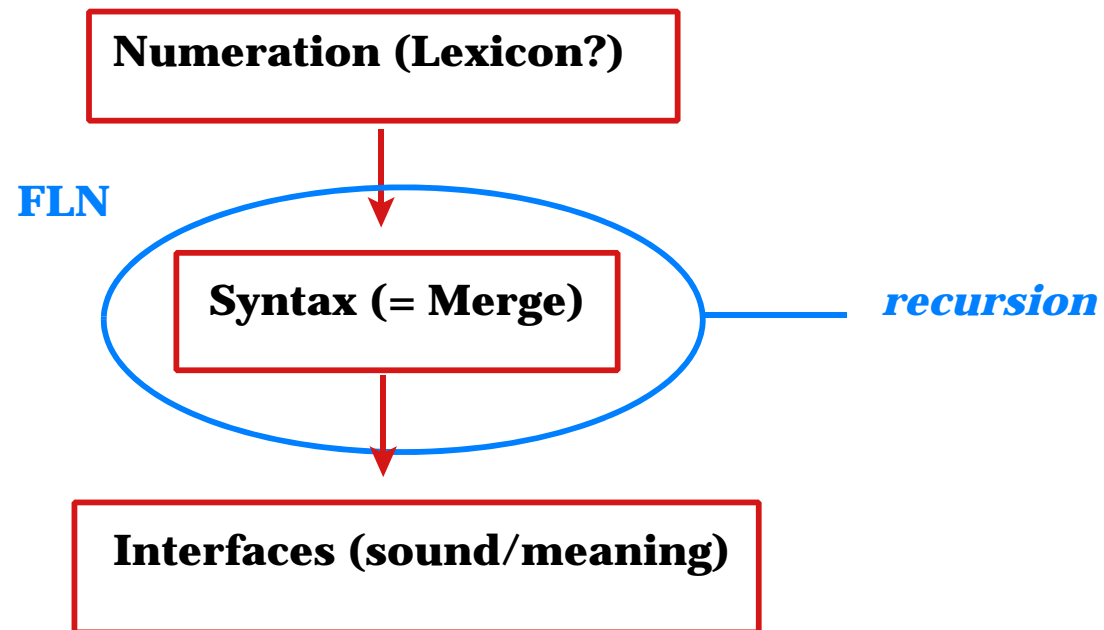 Numeration (Lexicon?)
FLN
Syntax (= Merge)
recursion
Interfaces (sound/meaning)